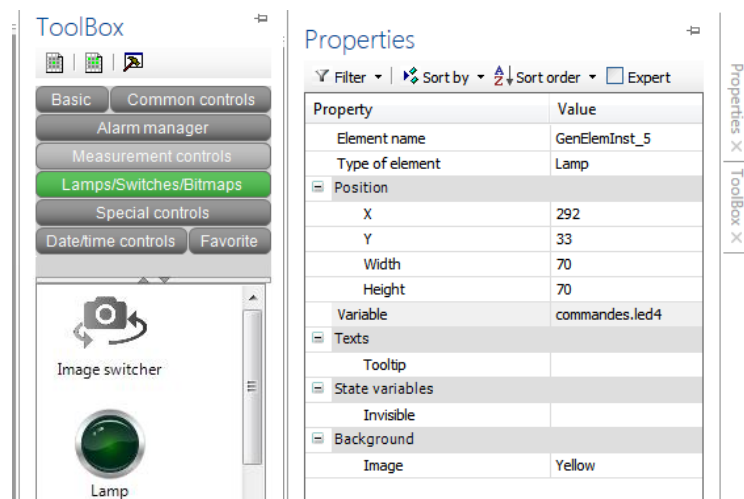 ToolBox
Basic Common controls
Alarm manager
Measurement controls
Lamps/Switches/Bitmaps
Special controls
Date/time controls Favorite
Image switcher
Lamp
Properties
Filter Sort by Sort order Expert
Property Value
Element name GenElemInst_5
Type of element Lamp
Position
X 292
Y 33
Width 70
Height 70
Variable commandes.led4
Texts
Tooltip
State variables
Invisible
Background
Image Yellow
Properties
ToolBox